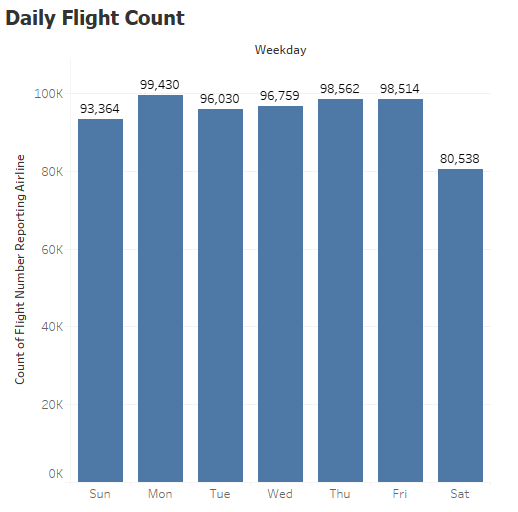 Daily Flight Count
Weekday
Count of Flight Number Reporting Airline
100K
80K
60K
40K
20K
0K
93,364
99,430
96,030
96,759
98,562
98,514
80,538
Sun
Mon
Tue
Wed
Thu
Fri
Sat